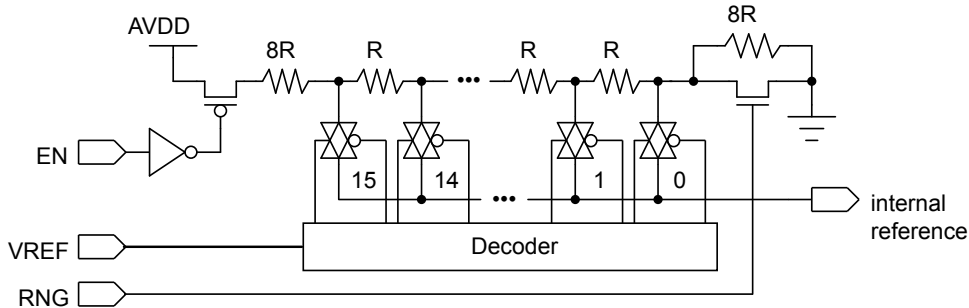 AVDD
8R
R
R
R
8R
•••
EN
15
14
1
0
•••
internal
reference
VREF
Decoder
RNG